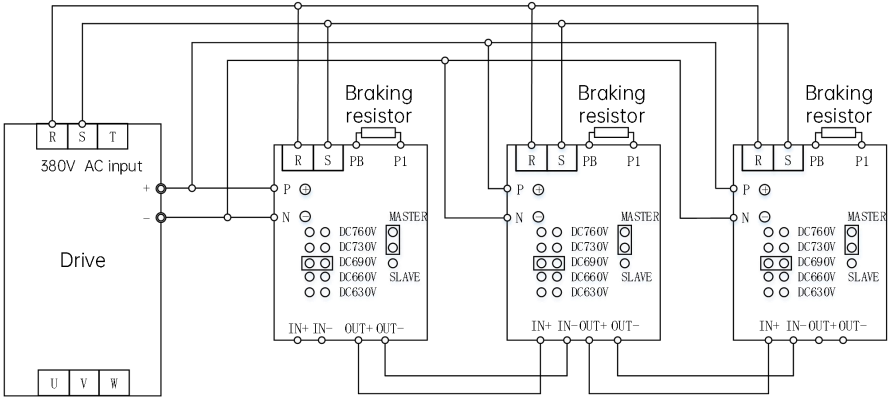 Braking
resistor
Braking
resistor
Braking
resistor
R S T
380V AC input
+
-
Drive
U V W
R S PB P1
P +
N -
MASTER
DC760V
DC730V
DC690V
DC660V
DC630V
SLAVE
IN+ IN- OUT+ OUT-
R S PB P1
P +
N -
MASTER
DC760V
DC730V
DC690V
DC660V
DC630V
SLAVE
IN+ IN- OUT+ OUT-
R S PB P1
P +
N -
MASTER
DC760V
DC730V
DC690V
DC660V
DC630V
SLAVE
IN+ IN- OUT+ OUT-